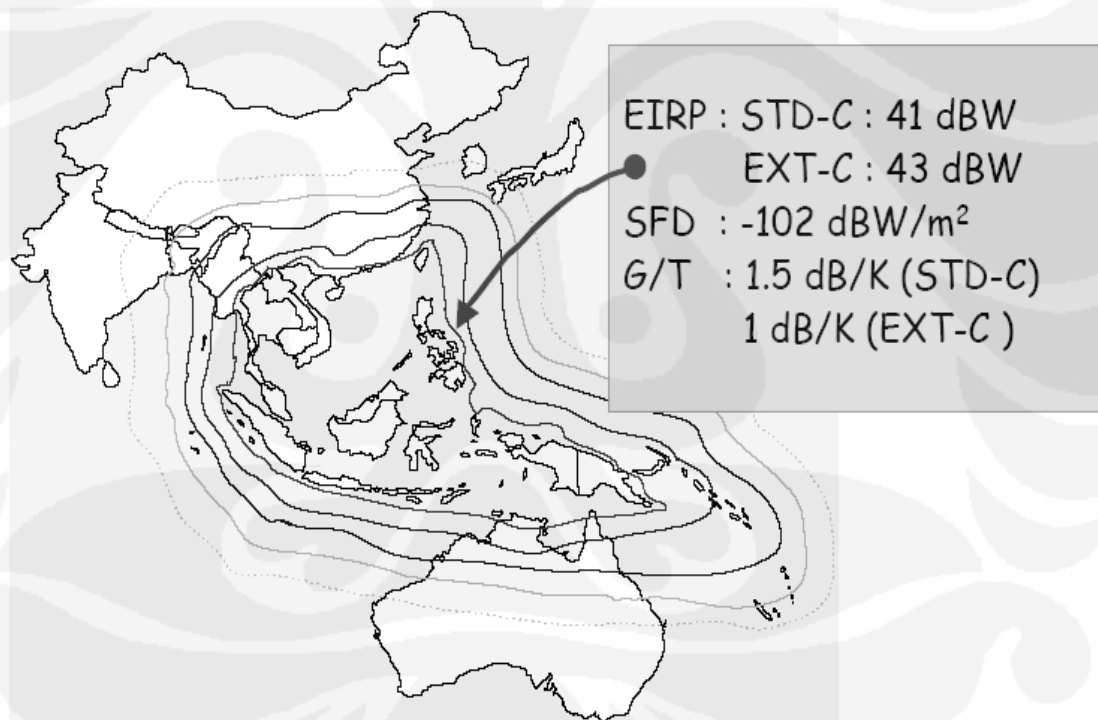 EIRP : STD-C : 41 dBW
EXT-C : 43 dBW
SFD : -102 dBW/m²
G/T : 1.5 dB/K (STD-C)
1 dB/K (EXT-C )